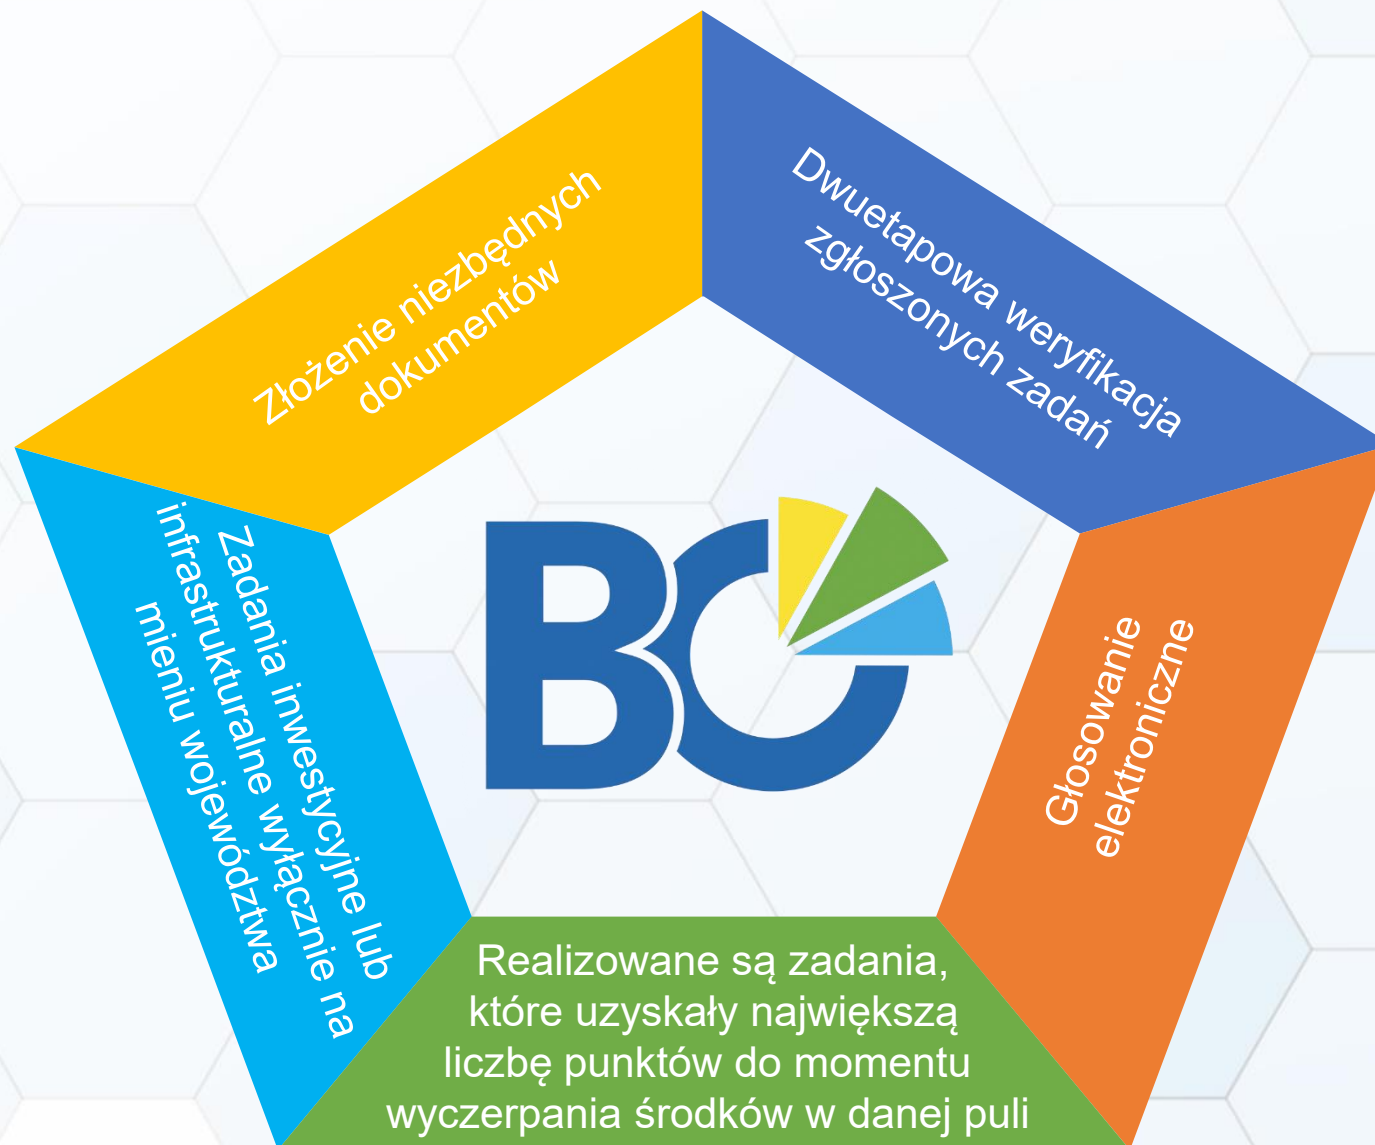 Złożenie niezbędnych
dokumentów
Dwuetapowa weryfikacja
zgłoszonych zadań
Zadania inwestycyjne lub
infrastrukturalne wyłącznie na
mieniu województwa
BO
Głosowanie
elektroniczne
Realizowane są zadania,
które uzyskały największą
liczbę punktów do momentu
wyczerpania środków w danej puli